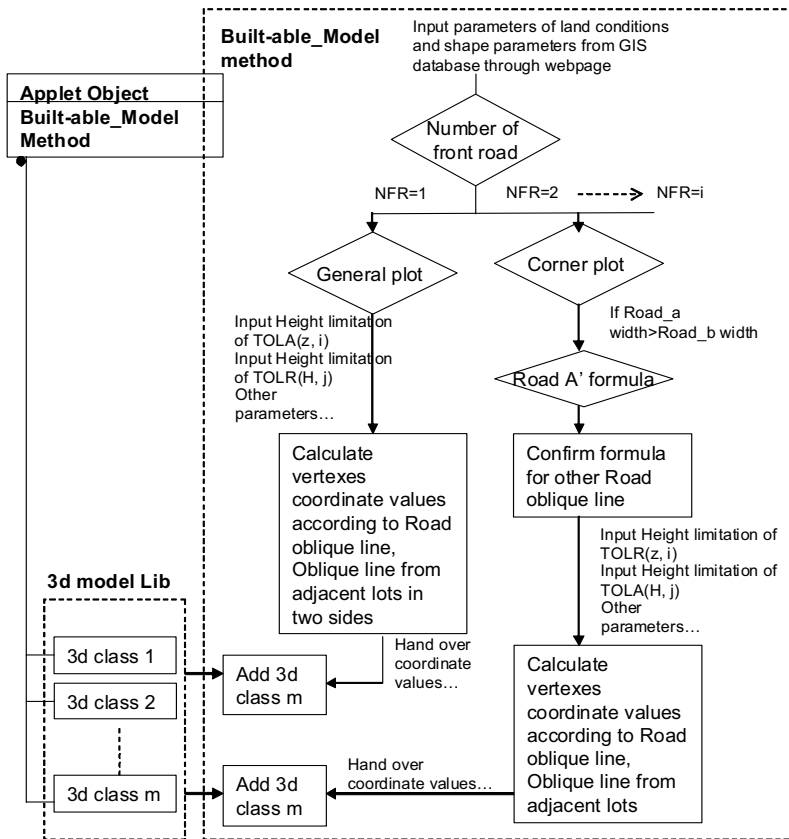 Built-able_Model
method
Input parameters of land conditions
and shape parameters from GIS
database through webpage
Applet Object
Built-able_Model
Method
Number of
front road
NFR=1
NFR=2
NFR=i
General plot
Corner plot
Input Height limitation
of TOLA(z, i)
Input Height limitation
of TOLR(H, j)
Other
parameters…
If Road_a
width>Road_b width
Road A’ formula
Calculate
vertexes
coordinate values
according to Road
oblique line,
Oblique line from
adjacent lots in
two sides
Confirm formula
for other Road
oblique line
Input Height limitation of
TOLR(z, i)
Input Height limitation of
TOLA(H, j)
Other
parameters…
3d model Lib
3d class 1
3d class 2
3d class m
Hand over
coordinate
values…
Add 3d
class m
Calculate
vertexes
coordinate values
according to Road
oblique line,
Oblique line from
adjacent lots
Hand over
coordinate values…
Add 3d
class m